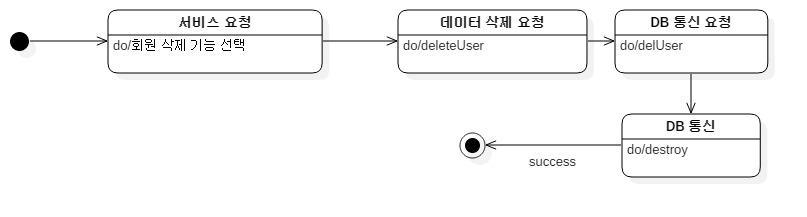 서비스 요청
do/회원 삭제 기능 선택
데이터 삭제 요청
do/deleteUser
DB 통신 요청
do/delUser
DB 통신
do/destroy
success